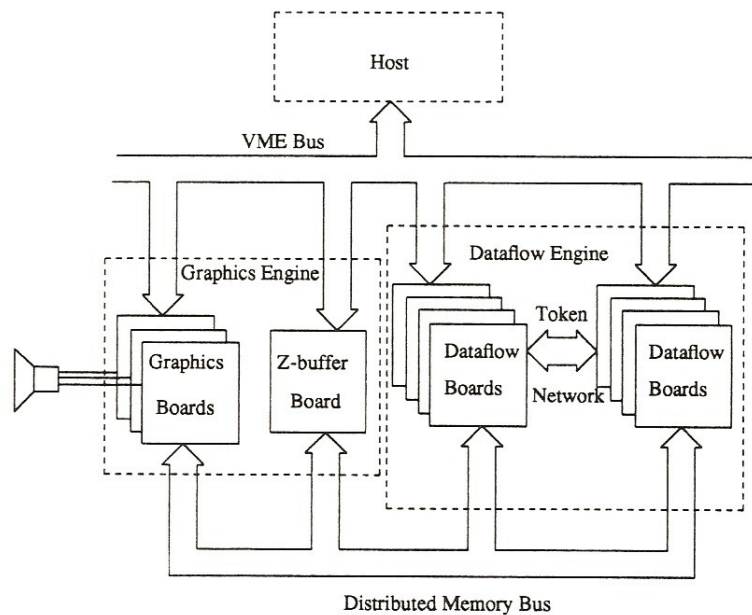 Host
VME Bus
Graphics Engine
Dataflow Engine
Graphics
Boards
Z-buffer
Board
Dataflow
Boards
Token
Network
Dataflow
Boards
Distributed Memory Bus